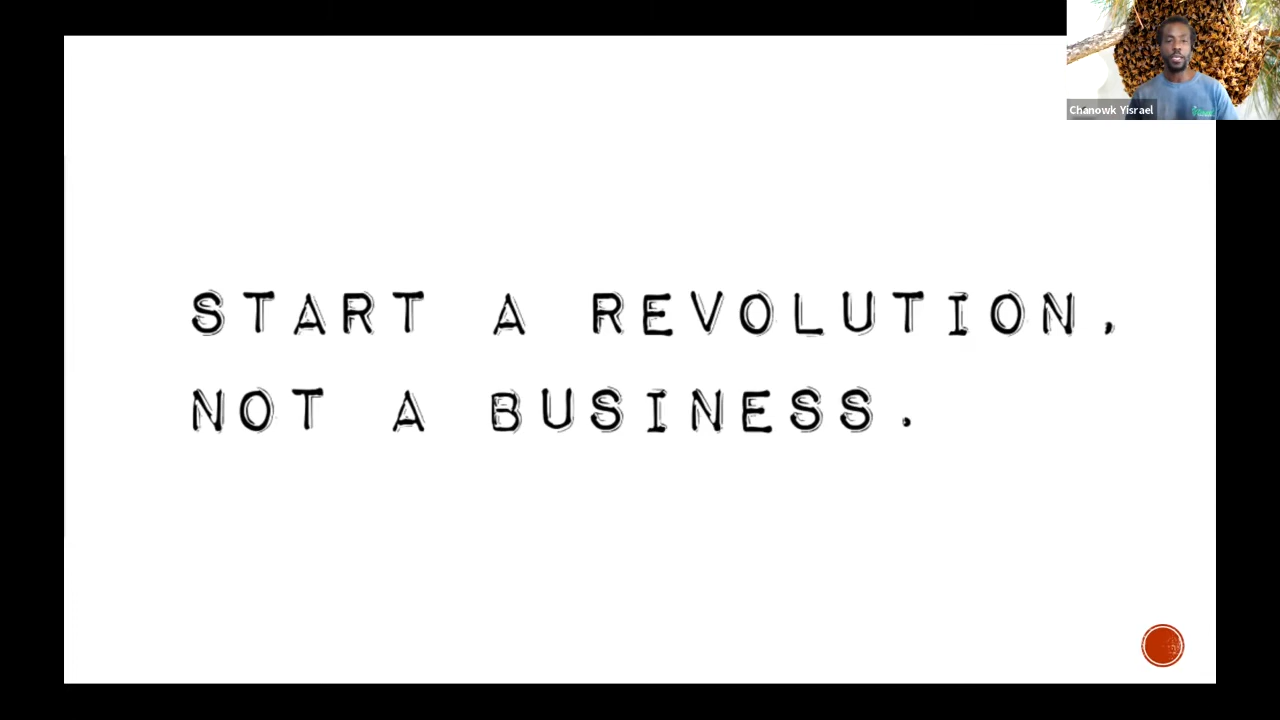 Chanowk Yisrael
START A REVOLUTION,
NOT A BUSINESS.